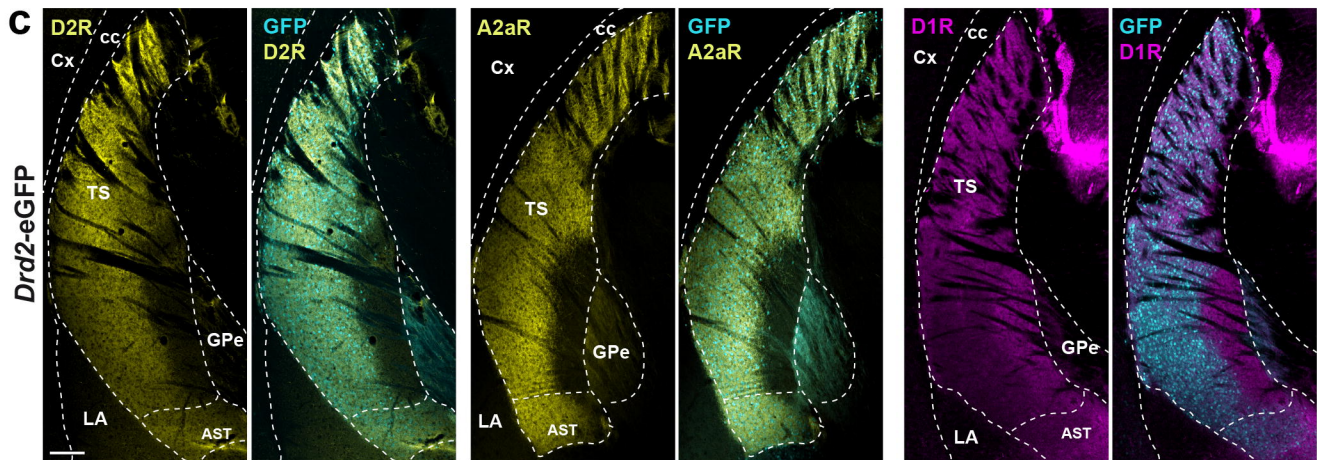 C
Drd2-eGFP
D2R
cc
Cx
TS
GPe
LA
AST
GFP
D2R
A2aR
cc
Cx
TS
GPe
LA
AST
GFP
A2aR
D1R
cc
Cx
TS
GPe
LA
AST
GFP
D1R